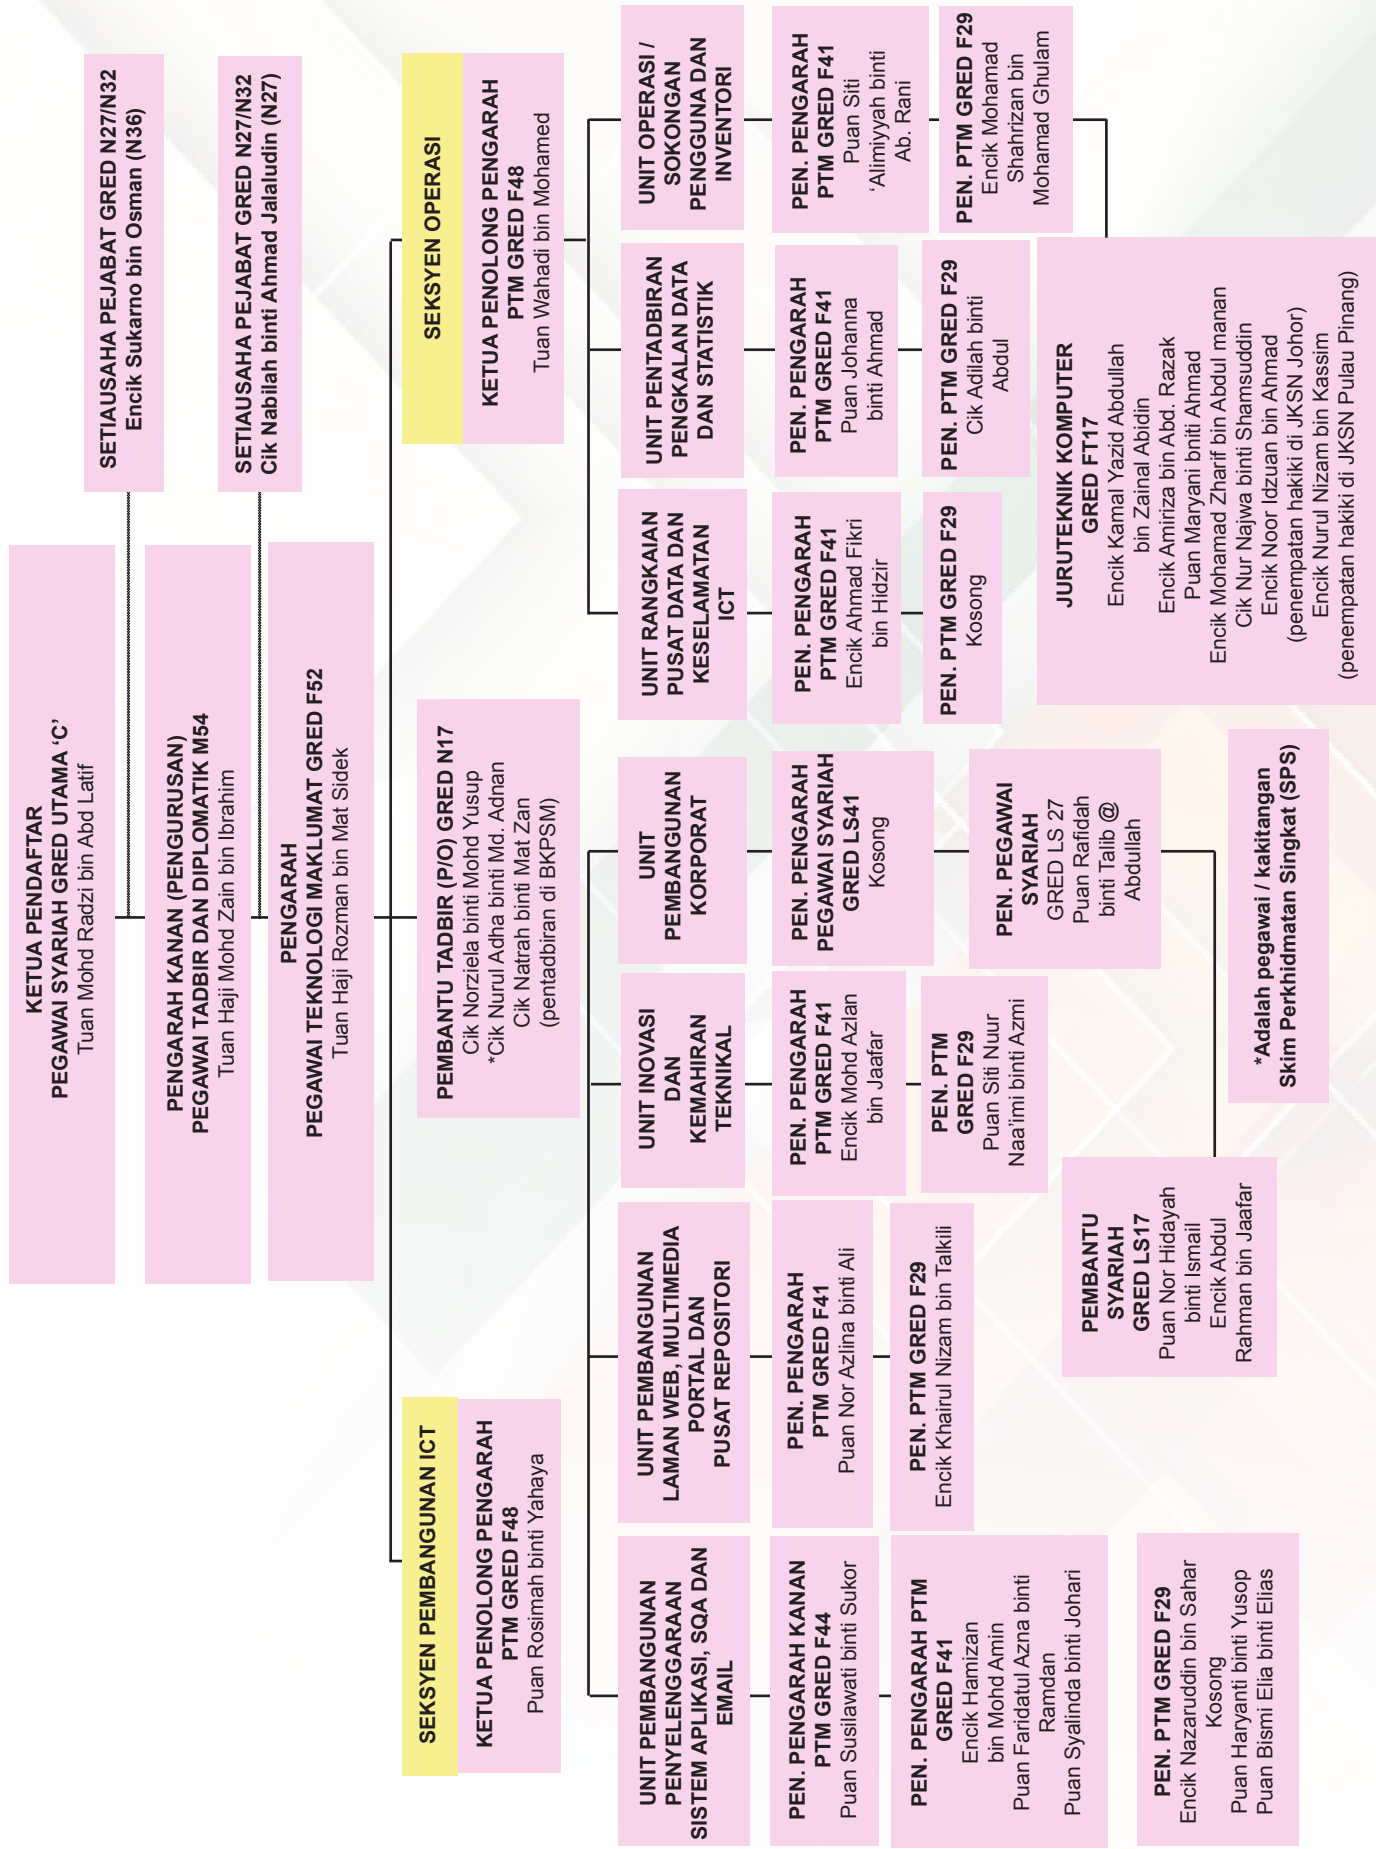 KETUA PENDAFTAR
PEGAWAI SYARIAH GRED UTAMA ‘C’
Tuan Mohd Radzi bin Abd Latif
SETIAUSAHA PEJABAT GRED N27/N32
Encik Sukarno bin Osman (N36)
PENGARAH KANAN (PENGURUSAN)
PEGAWAI TADBIR DAN DIPLOMATIK M54
Tuan Haji Mohd Zain bin Ibrahim
SETIAUSAHA PEJABAT GRED N27/N32
Cik Nabilah binti Ahmad Jalaludin (N27)
PENGARAH
PEGAWAI TEKNOLOGI MAKLUMAT GRED F52
Tuan Haji Rozman bin Mat Sidek
SEKSYEN PEMBANGUNAN ICT
KETUA PENOLONG PENGARAH
PTM GRED F48
Puan Rosimah binti Yahaya
PEMBANTU TADBIR (P/O) GRED N17
Cik Norziela binti Mohd Yusup
*Cik Nurul Adha binti Md. Adnan
Cik Natrah binti Mat Zan
(pentadbiran di BKPSM)
SEKSYEN OPERASI
KETUA PENOLONG PENGARAH
PTM GRED F48
Tuan Wahadi bin Mohamed
UNIT PEMBANGUNAN
PENYELENGGARAAN
SISTEM APLIKASI, SQA DAN
EMAIL
PEN. PENGARAH KANAN
PTM GRED F44
Puan Susilawati binti Sukor
PEN. PENGARAH PTM
GRED F41
Encik Hamizan
bin Mohd Amin
Puan Faridatul Azna binti
Ramdan
Puan Syalinda binti Johari
PEN. PTM GRED F29
Encik Nazaruddin bin Sahar
Kosong
Puan Haryanti binti Yusop
Puan Bismi Elia binti Elias
UNIT PEMBANGUNAN
LAMAN WEB, MULTIMEDIA
PORTAL DAN
PUSAT REPOSITORI
PEN. PENGARAH
PTM GRED F41
Puan Nor Azlina binti Ali
PEN. PTM GRED F29
Encik Khairul Nizam bin Talkili
UNIT INOVASI
DAN
KEMAHIRAN
TEKNIKAL
PEN. PENGARAH
PTM GRED F41
Encik Mohd Azlan
bin Jaafar
PEN. PTM
GRED F29
Puan Siti Nuur
Naa’imi binti Azmi
UNIT
PEMBANGUNAN
KORPORAT
PEN. PENGARAH
PEGAWAI SYARIAH
GRED LS41
Kosong
PEN. PEGAWAI
SYARIAH
GRED LS 27
Puan Rafidah
binti Talib @
Abdullah
PEMBANTU
SYARIAH
GRED LS17
Puan Nor Hidayah
binti Ismail
Encik Abdul
Rahman bin Jaafar
UNIT RANGKAIAN
PUSAT DATA DAN
KESELAMATAN
ICT
PEN. PENGARAH
PTM GRED F41
Encik Ahmad Fikri
bin Hidzir
PEN. PTM GRED F29
Kosong
UNIT PENTADBIRAN
PENGKALAN DATA
DAN STATISTIK
PEN. PENGARAH
PTM GRED F41
Puan Johanna
binti Ahmad
PEN. PTM GRED F29
Cik Adilah binti
Abdul
UNIT OPERASI /
SOKONGAN
PENGGUNA DAN
INVENTORI
PEN. PENGARAH
PTM GRED F41
Puan Siti
‘Alimiyyah binti
Ab. Rani
PEN. PTM GRED F29
Encik Mohamad
Shahrizan bin
Mohamad Ghulam
JURUTEKNIK KOMPUTER
GRED FT17
Encik Kamal Yazid Abdullah
bin Zainal Abidin
Encik Amiriza bin Abd. Razak
Puan Maryani bniti Ahmad
Encik Mohamad Zharif bin Abdul manan
Cik Nur Najwa binti Shamsuddin
Encik Noor Idzuan bin Ahmad
(penempatan hakiki di JKSN Johor)
Encik Nurul Nizam bin Kassim
(penempatan hakiki di JKSN Pulau Pinang)
*Adalah pegawai / kakitangan
Skim Perkhidmatan Singkat (SPS)